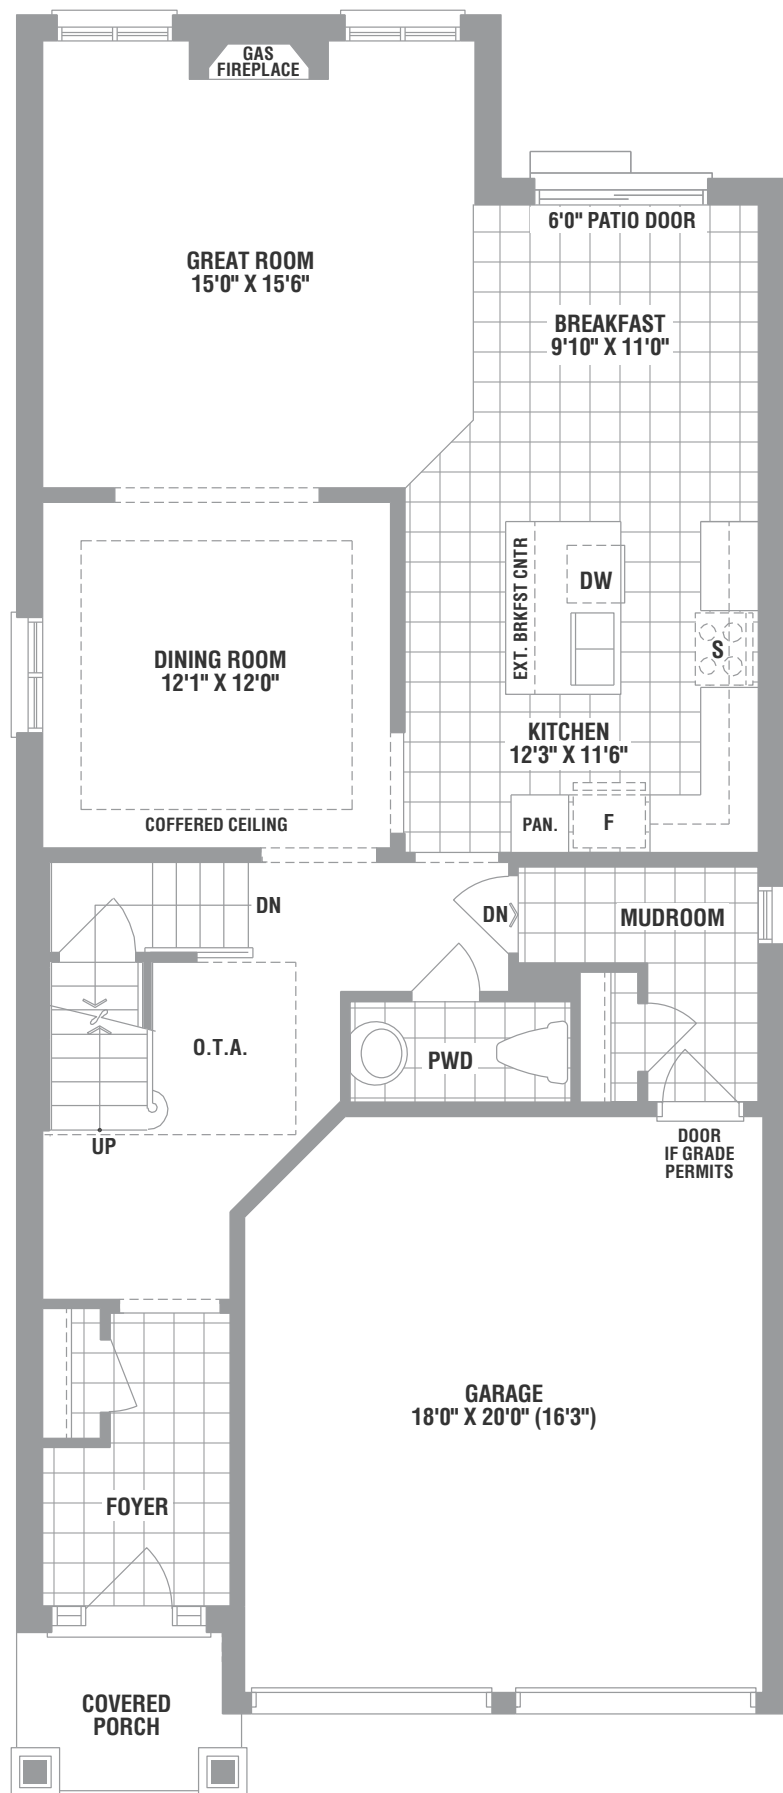 GAS
FIREPLACE
6'0" PATIO DOOR
GREAT ROOM
15'0" X 15'6"
BREAKFAST
9'10" X 11'0"
EXT. BRKFST CNTR
DW
S
DINING ROOM
12'1" X 12'0"
KITCHEN
12'3" X 11'6"
COFFERED CEILING
PAN.
F
DN
DN
MUDROOM
O.T.A.
PWD
UP
DOOR
IF GRADE
PERMITS
GARAGE
18'0" X 20'0" (16'3")
FOYER
COVERED
PORCH